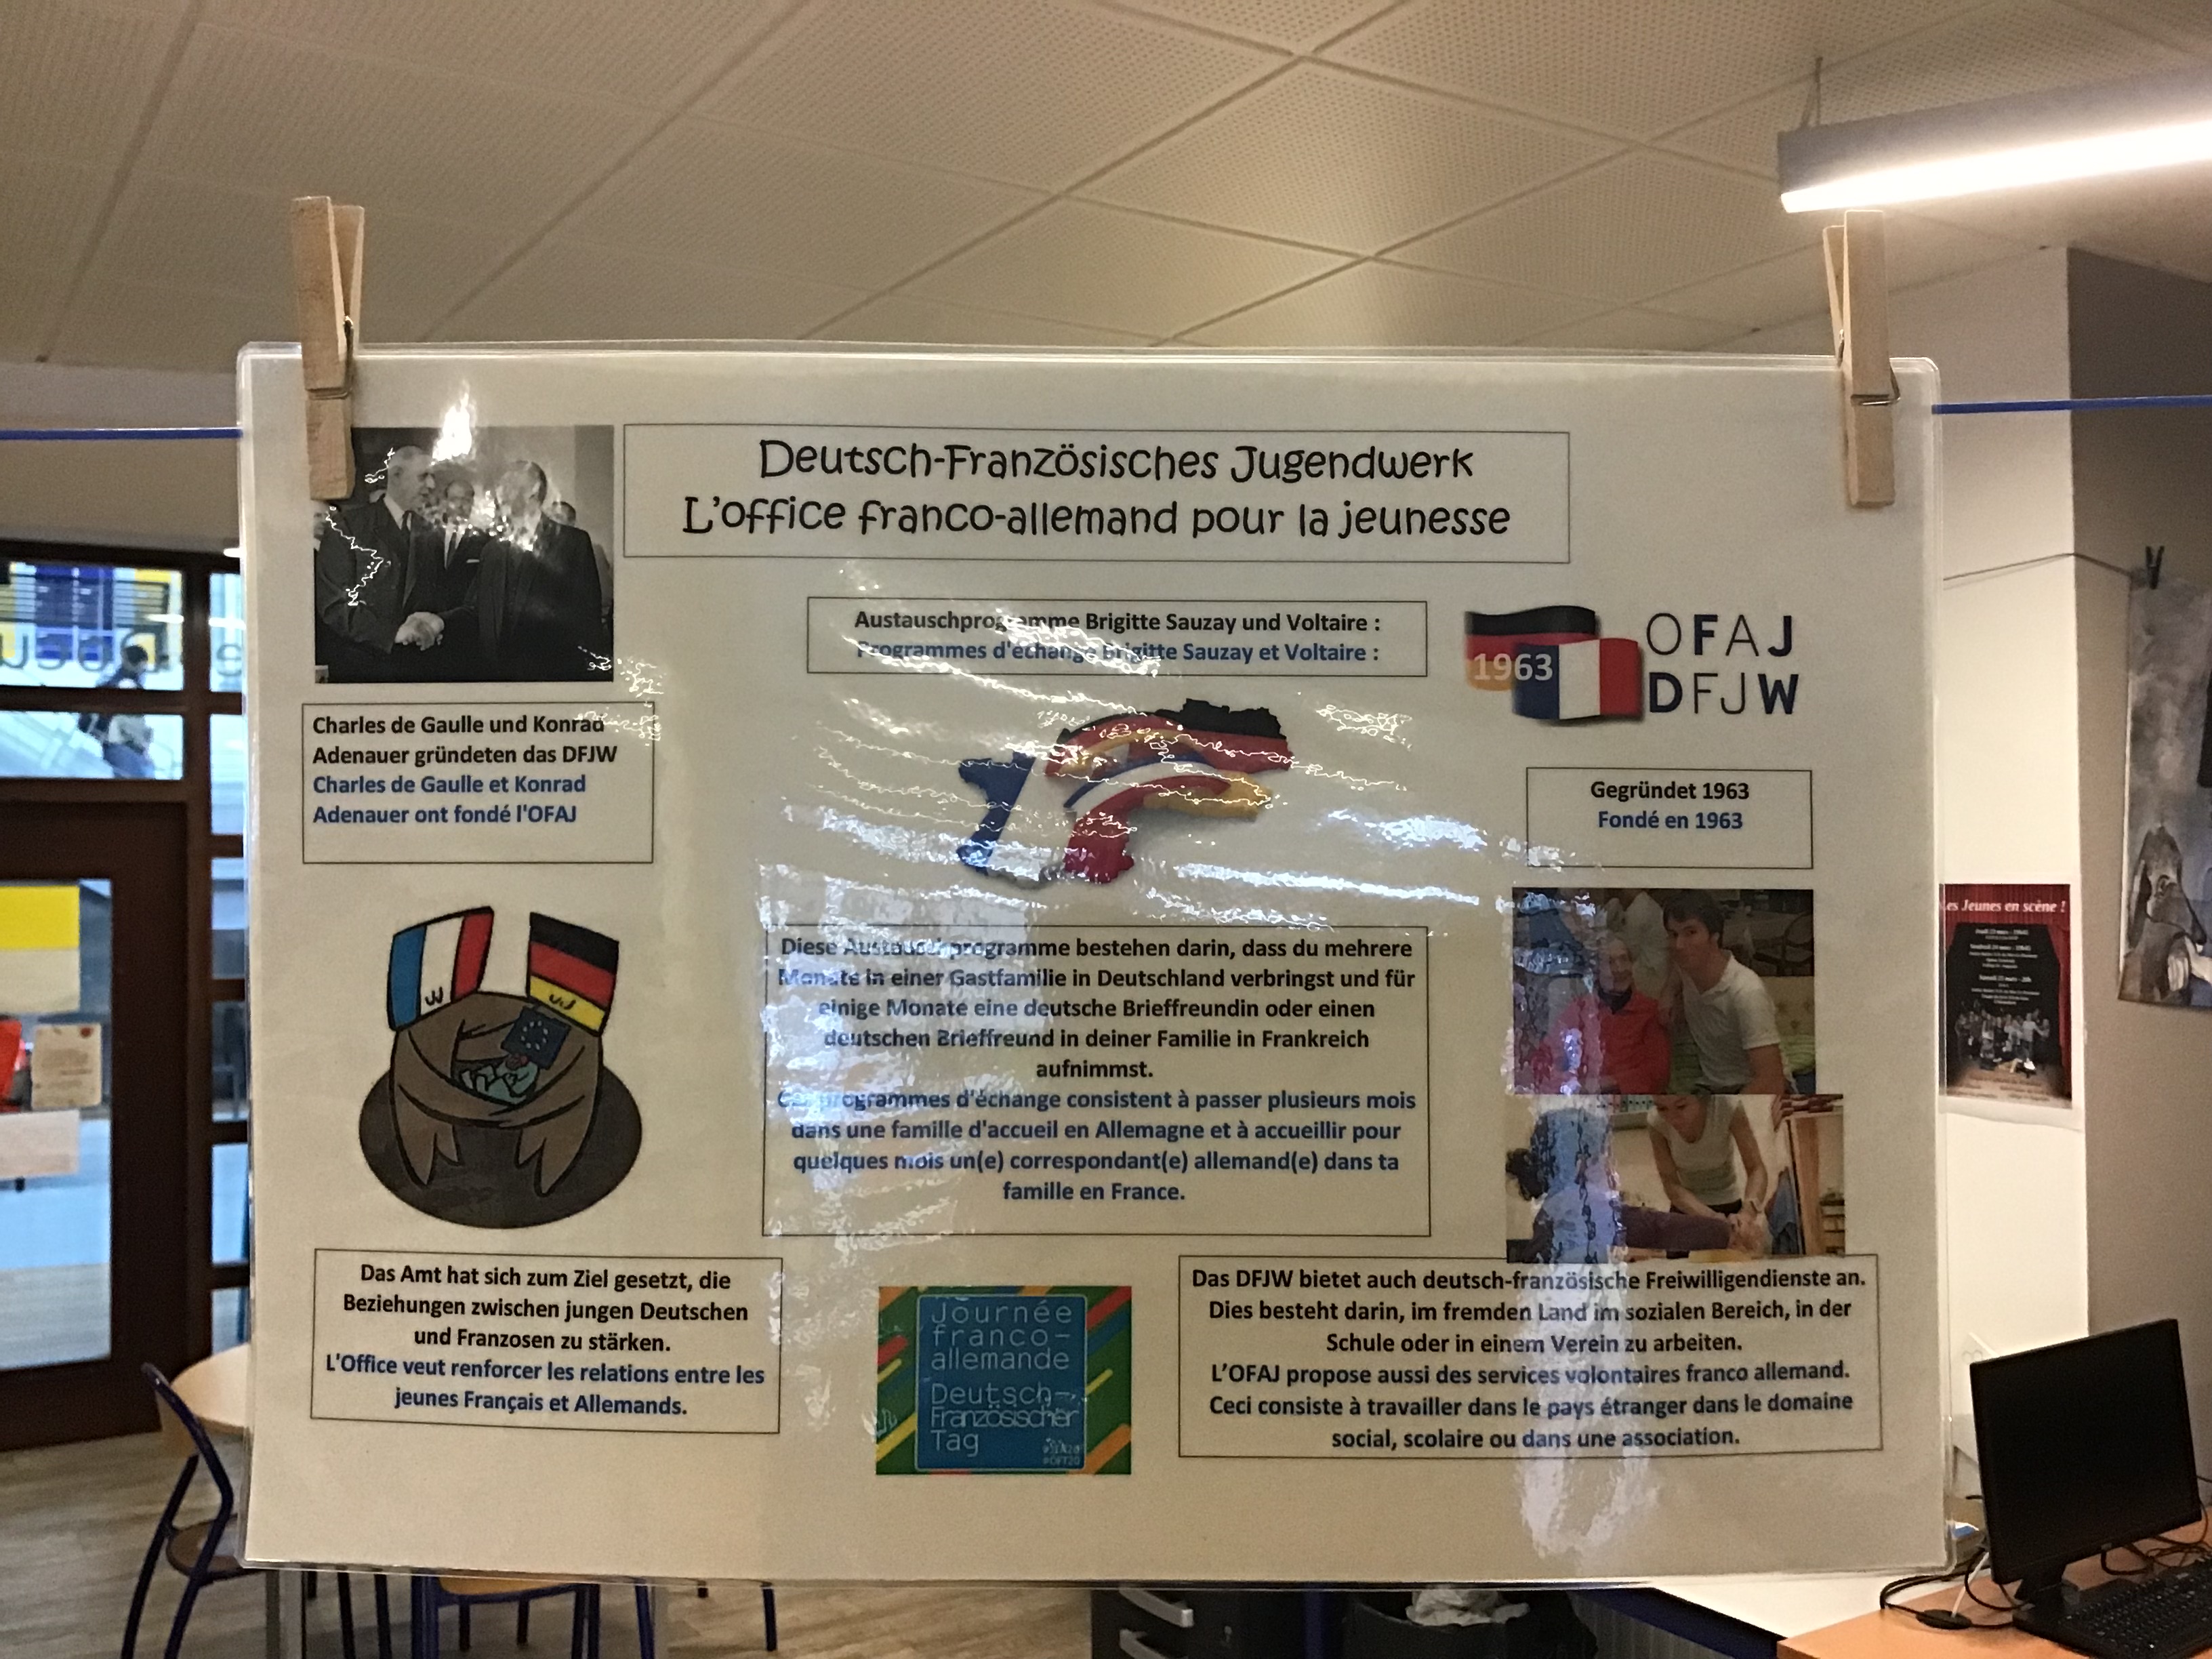 Deutsch-Französisches Jugendwerk
L'office franco-allemand pour la jeunesse
Austauschprogramme Brigitte Sauzay und Voltaire :
Programmes d'échange Brigitte Sauzay et Voltaire :
1963
OFAJ
DFJW
Charles de Gaulle und Konrad
Adenauer gründeten das DFJW
Charles de Gaulle et Konrad
Adenauer ont fondé l'OFAJ
Gegründet 1963
Fondé en 1963
Diese Austauschprogramme bestehen darin, dass du mehrere
Monate in einer Gastfamilie in Deutschland verbringst und für
einige Monate eine deutsche Brieffreundin oder einen
deutschen Brieffreund in deiner Familie in Frankreich
aufnimmst.
Ces programmes d'échange consistent à passer plusieurs mois
dans une famille d'accueil en Allemagne et à accueillir pour
quelques mois un(e) correspondant(e) allemand(e) dans ta
famille en France.
Das Amt hat sich zum Ziel gesetzt, die
Beziehungen zwischen jungen Deutschen
und Franzosen zu stärken.
L'Office veut renforcer les relations entre les
jeunes Français et Allemands.
Journée
franco-
allemande
Deutsch-
Französischer
Tag
#DFT20
Das DFJW bietet auch deutsch-französische Freiwilligendienste an.
Dies besteht darin, im fremden Land im sozialen Bereich, in der
Schule oder in einem Verein zu arbeiten.
L'OFAJ propose aussi des services volontaires franco allemand.
Ceci consiste à travailler dans le pays étranger dans le domaine
social, scolaire ou dans une association.
es Jeunes en scène !